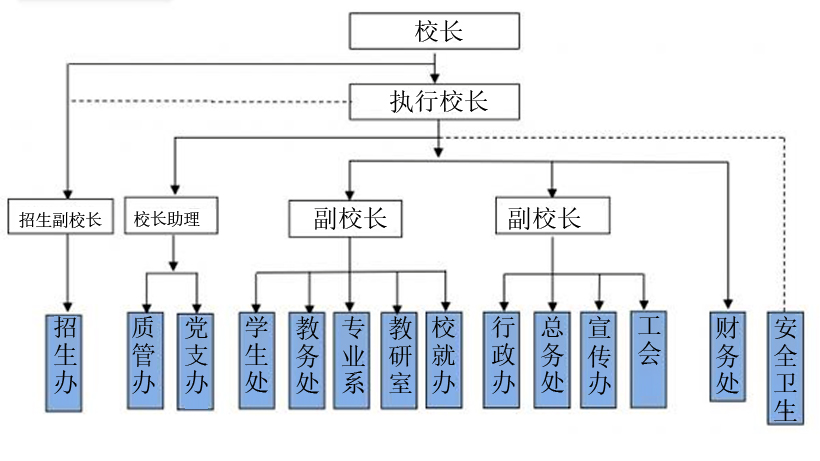 校长
执行校长
招生副校长
校长助理
副校长
副校长
招生办
质管办
党支办
学生处
教务处
专业系
教研室
校就办
行政办
总务处
宣传办
工会
财务处
安全卫生